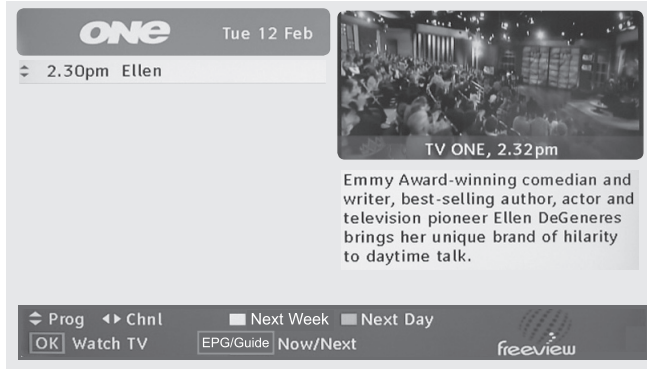 ONE Tue 12 Feb
2.30pm Ellen
TV ONE, 2.32pm
Emmy Award-winning comedian and
writer, best-selling author, actor and
television pioneer Ellen DeGeneres
brings her unique brand of hilarity
to daytime talk.
Prog Chnl Next Week Next Day
OK Watch TV EPG/Guide Now/Next
freeview